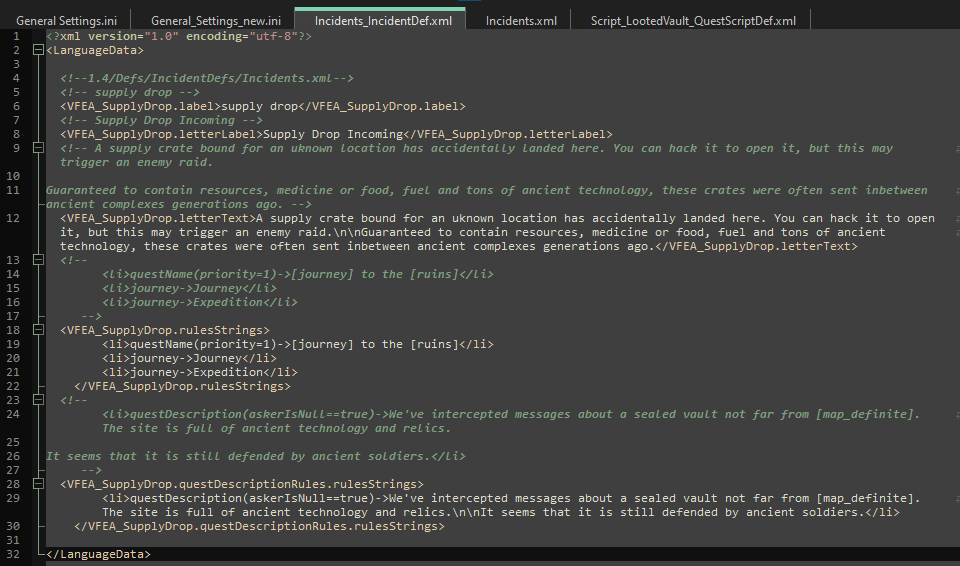 General Settings.ini General_Settings_new.ini Incidents_IncidentDef.xml Incidents.xml Script_LootedVault_QuestScriptDef.xml
1 <?xml version="1.0" encoding="utf-8"?>
2 <LanguageData>
3
4 <!--1.4/Defs/IncidentDefs/Incidents.xml-->
5 <!-- supply drop -->
6 <VFEA_SupplyDrop.label>supply drop</VFEA_SupplyDrop.label>
7 <!-- Supply Drop Incoming -->
8 <VFEA_SupplyDrop.letterLabel>Supply Drop Incoming</VFEA_SupplyDrop.letterLabel>
9 <!-- A supply crate bound for an uknown location has accidentally landed here. You can hack it to open it, but this may
trigger an enemy raid.
10
11 Guaranteed to contain resources, medicine or food, fuel and tons of ancient technology, these crates were often sent inbetween
ancient complexes generations ago. -->
12 <VFEA_SupplyDrop.letterText>A supply crate bound for an uknown location has accidentally landed here. You can hack it to open
it, but this may trigger an enemy raid.\n\nGuaranteed to contain resources, medicine or food, fuel and tons of ancient
technology, these crates were often sent inbetween ancient complexes generations ago.</VFEA_SupplyDrop.letterText>
13 <!--
14 <li>questName(priority=1)->[journey] to the [ruins]</li>
15 <li>journey->Journey</li>
16 <li>journey->Expedition</li>
17 -->
18 <VFEA_SupplyDrop.rulesStrings>
19 <li>questName(priority=1)->[journey] to the [ruins]</li>
20 <li>journey->Journey</li>
21 <li>journey->Expedition</li>
22 </VFEA_SupplyDrop.rulesStrings>
23 <!--
24 <li>questDescription(askerIsNull==true)->We've intercepted messages about a sealed vault not far from [map_definite].
The site is full of ancient technology and relics.
25
26 It seems that it is still defended by ancient soldiers.</li>
27 -->
28 <VFEA_SupplyDrop.questDescriptionRules.rulesStrings>
29 <li>questDescription(askerIsNull==true)->We've intercepted messages about a sealed vault not far from [map_definite].
The site is full of ancient technology and relics.\n\nIt seems that it is still defended by ancient soldiers.</li>
30 </VFEA_SupplyDrop.questDescriptionRules.rulesStrings>
31
32 </LanguageData>